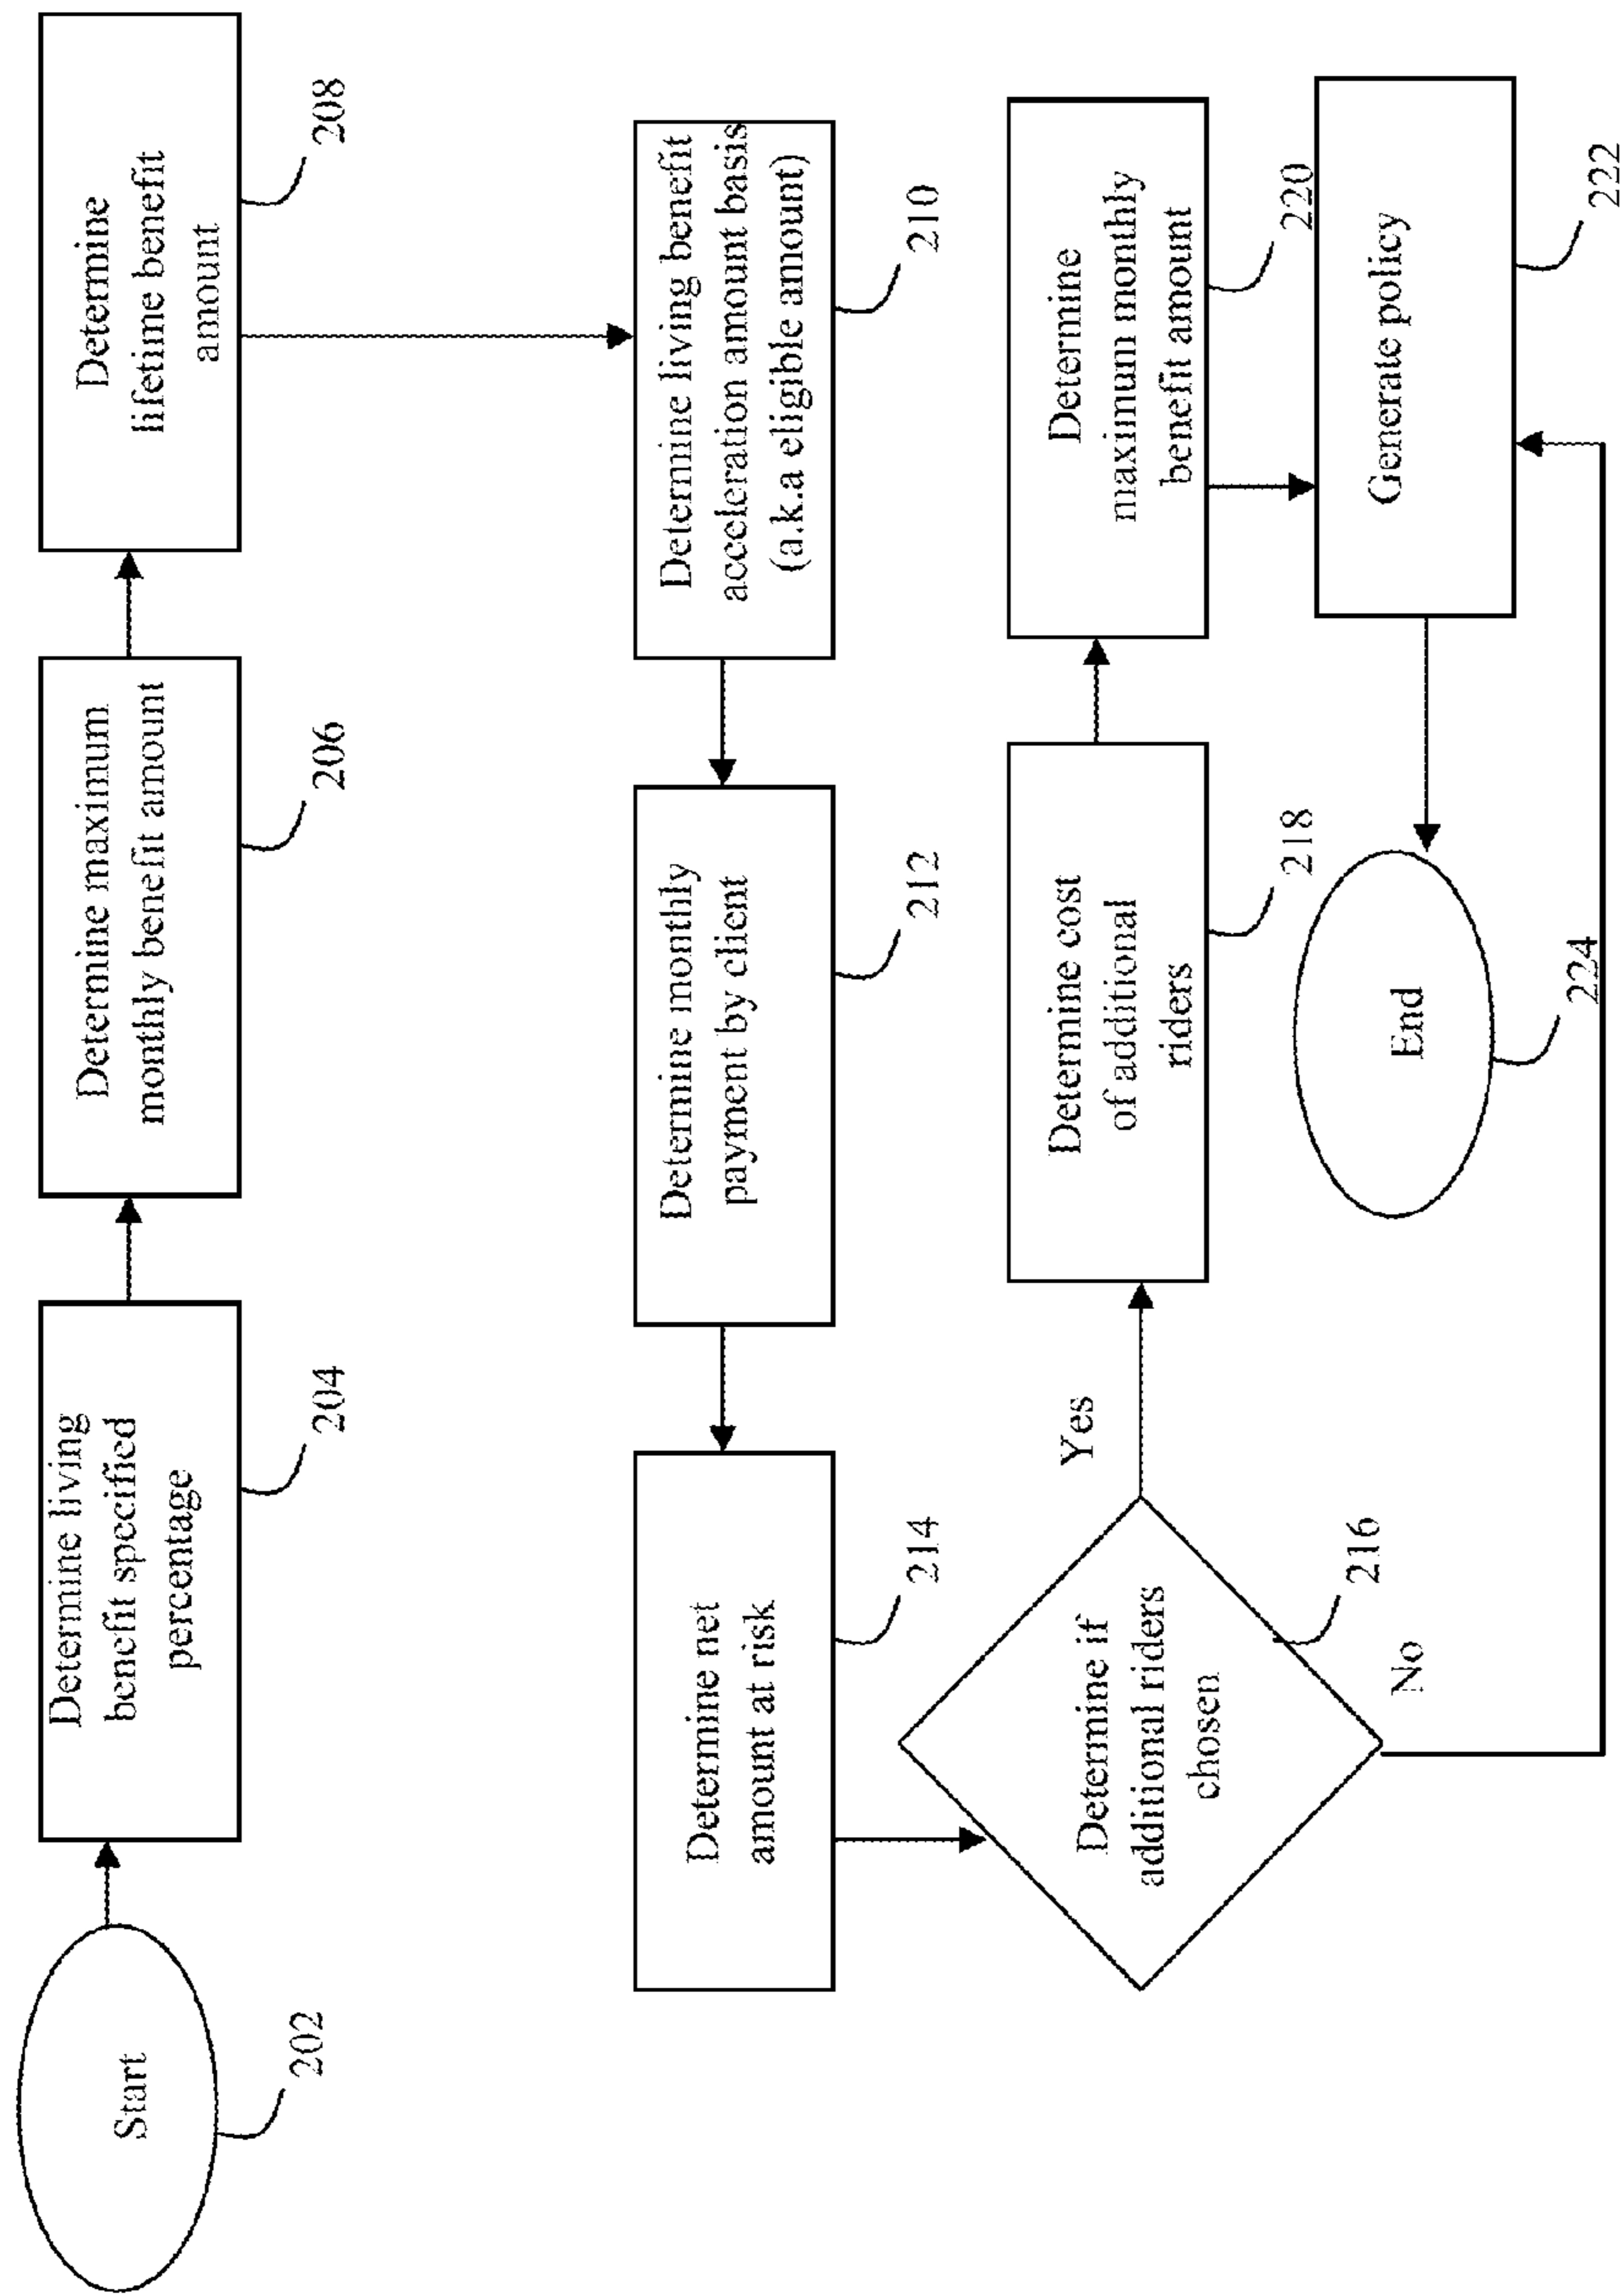 Start
202
Determine living
benefit specified
percentage
204
Determine maximum
monthly benefit amount
206
Determine
lifetime benefit
amount
208
Determine living benefit
acceleration amount basis
(a.k.a eligible amount)
210
Determine monthly
payment by client
212
Determine net
amount at risk
214
Determine if
additional riders
chosen
216
Yes
No
Determine cost
of additional
riders
218
Determine
maximum monthly
benefit amount
220
Generate policy
222
End
224